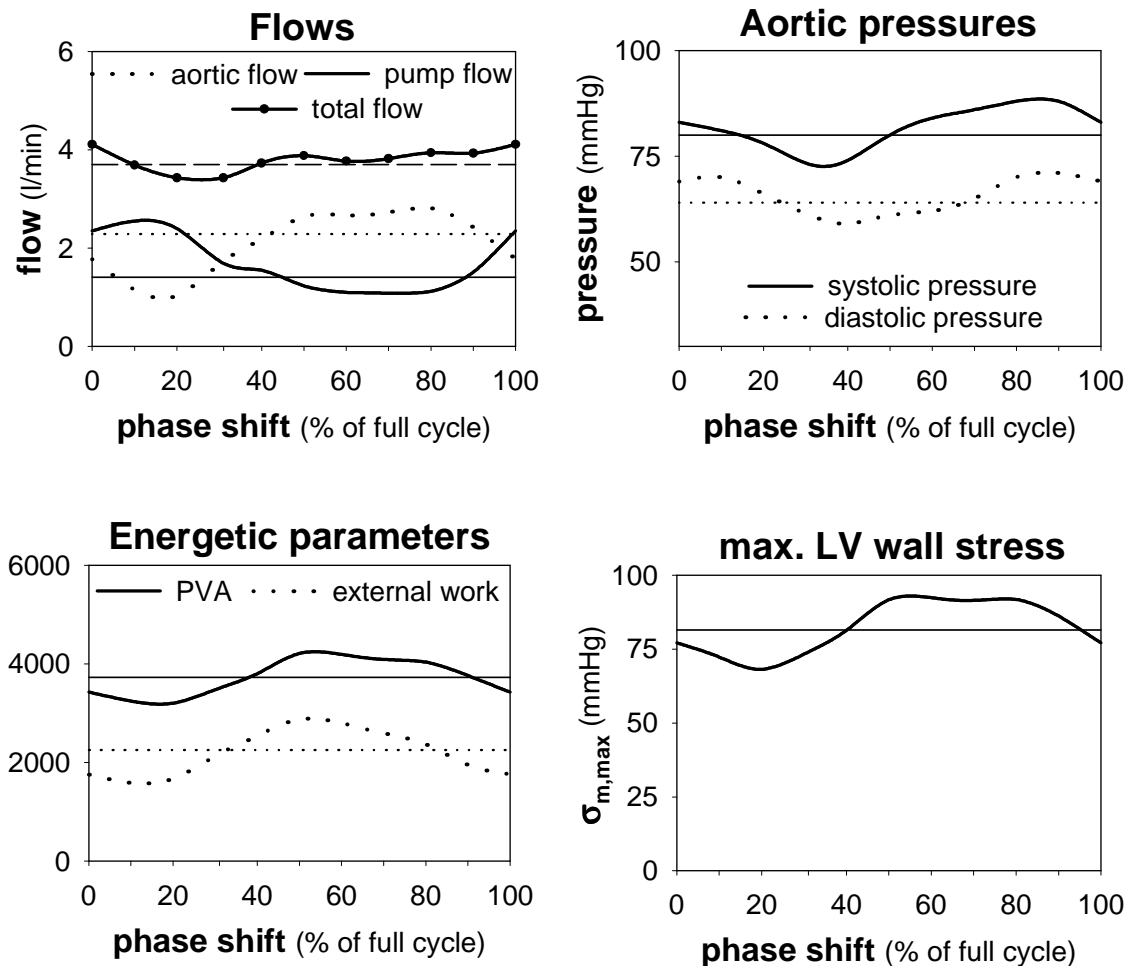 Flows
6
aortic flow pump flow
total flow
4
2
0
flow (l/min)
0 20 40 60 80 100
phase shift (% of full cycle)
Aortic pressures
100
75
50
pressure (mmHg)
systolic pressure
diastolic pressure
0 20 40 60 80 100
phase shift (% of full cycle)
Energetic parameters
6000
PVA external work
4000
2000
0
0 20 40 60 80 100
phase shift (% of full cycle)
max. LV wall stress
100
75
50
25
0
σm,max (mmHg)
0 20 40 60 80 100
phase shift (% of full cycle)